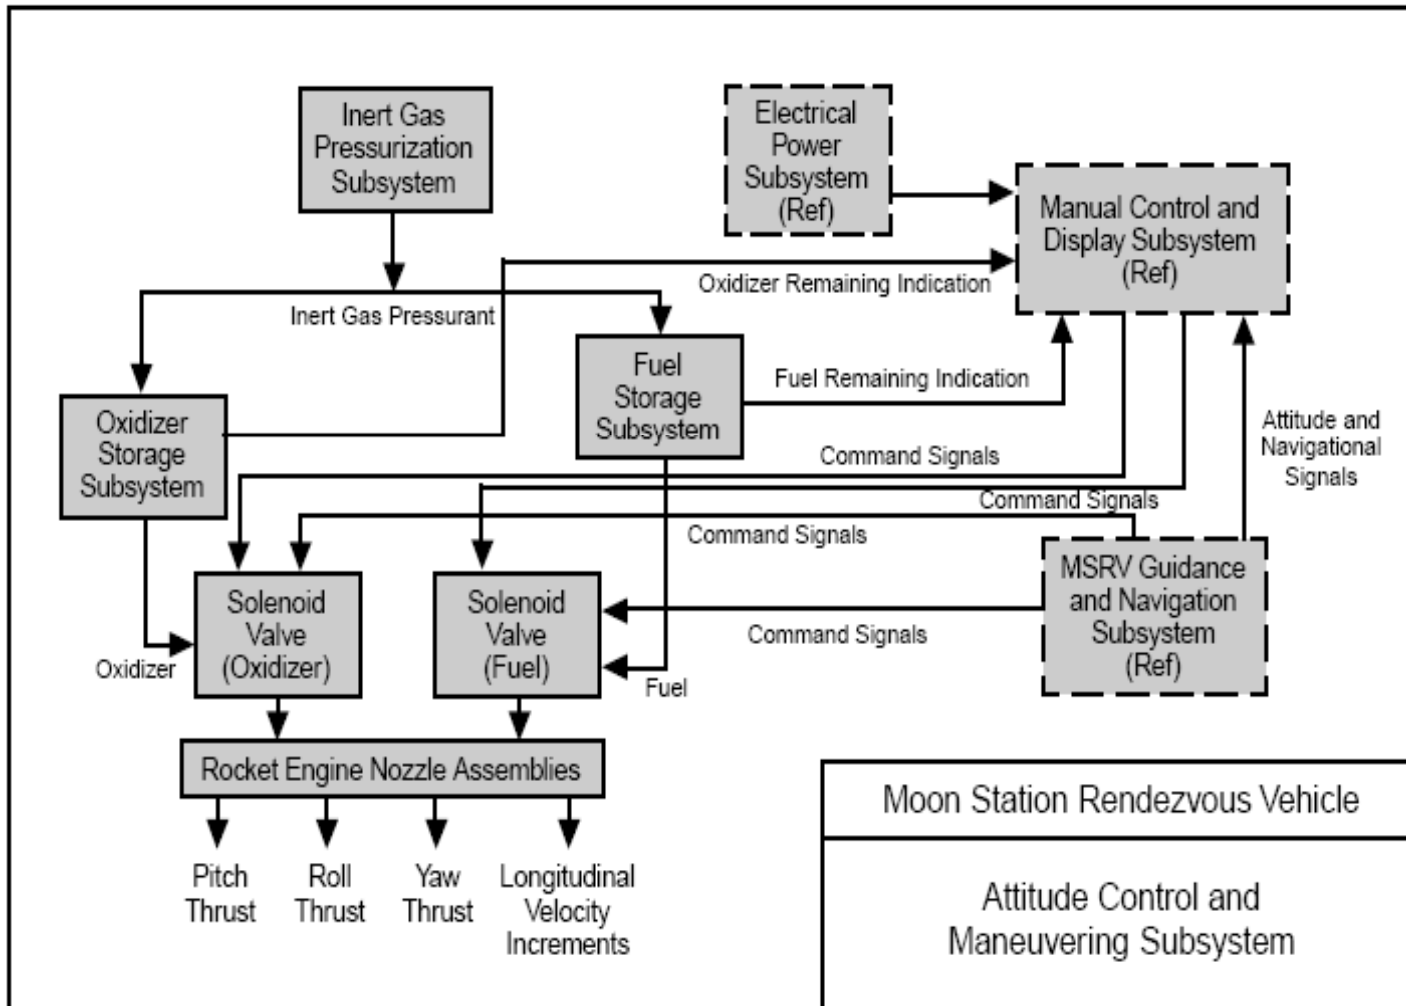 Inert Gas
Pressurization
Subsystem
Electrical
Power
Subsystem
(Ref)
Manual Control and
Display Subsystem
(Ref)
Oxidizer Remaining Indication
Inert Gas Pressurant
Fuel
Storage
Subsystem
Fuel Remaining Indication
Oxidizer
Storage
Subsystem
Attitude and
Navigational
Signals
Command Signals
Command Signals
Command Signals
MSRV Guidance
and Navigation
Subsystem
(Ref)
Solenoid
Valve
(Oxidizer)
Solenoid
Valve
(Fuel)
Command Signals
Oxidizer
Fuel
Rocket Engine Nozzle Assemblies
Pitch
Thrust
Roll
Thrust
Yaw
Thrust
Longitudinal
Velocity
Increments
Moon Station Rendezvous Vehicle
Attitude Control and
Maneuvering Subsystem